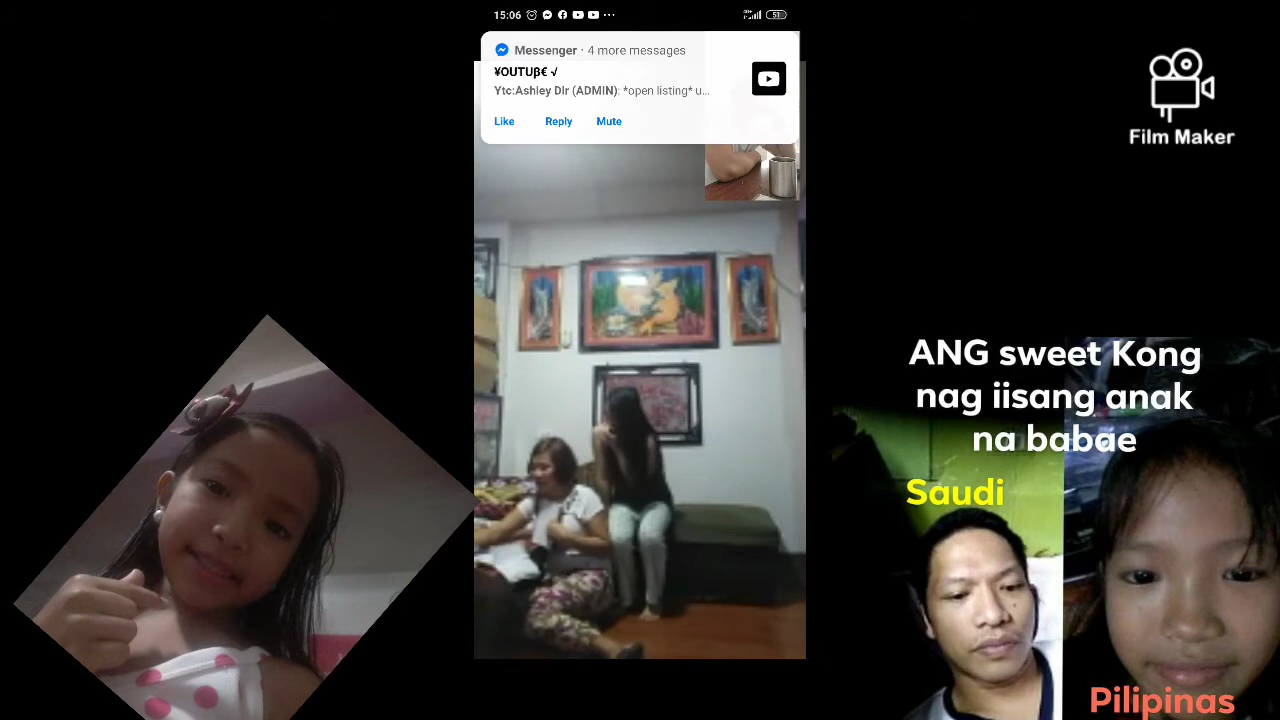 15:06
51
Messenger · 4 more messages
¥OUTUβ€ √
Ytc:Ashley Dlr (ADMIN): *open listing* u...
Like Reply Mute
Film Maker
ANG sweet Kong
nag iisang anak
na babae
Saudi
Pilipinas